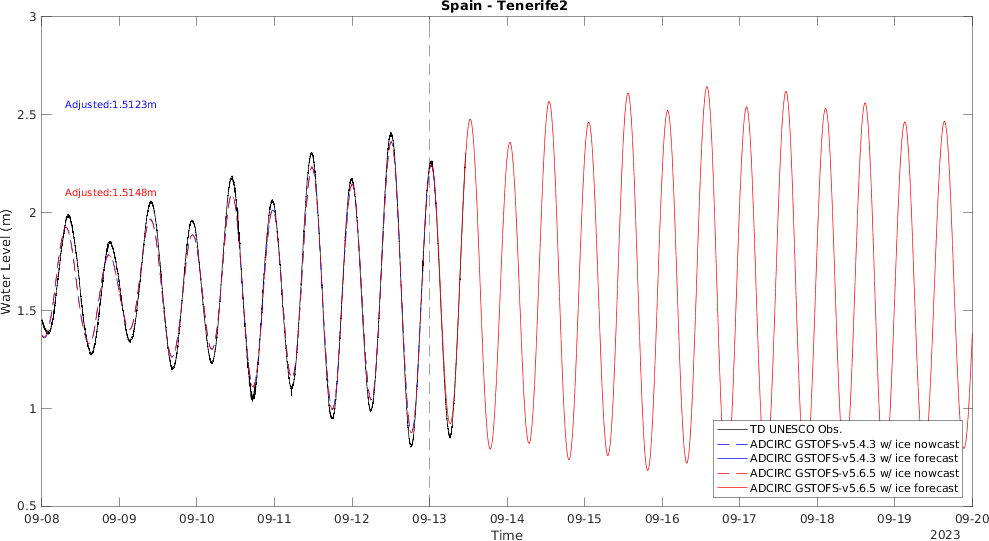 Spain - Tenerife2
3
2.5
2
1.5
1
0.5
Water Level (m)
Adjusted:1.5123m
Adjusted:1.5148m
TD UNESCO Obs.
ADCIRC GSTOFS-v5.4.3 w/ ice nowcast
ADCIRC GSTOFS-v5.4.3 w/ ice forecast
ADCIRC GSTOFS-v5.6.5 w/ ice nowcast
ADCIRC GSTOFS-v5.6.5 w/ ice forecast
09-08 09-09 09-10 09-11 09-12 09-13 09-14 09-15 09-16 09-17 09-18 09-19 09-20
Time
2023